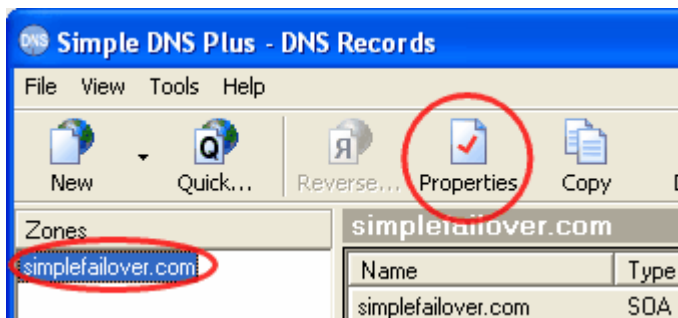 DNS Simple DNS Plus - DNS Records
File View Tools Help
New Quick... Reverse... Properties Copy
Zones
simplefailover.com
simplefailover.com
Name Type
simplefailover.com SOA